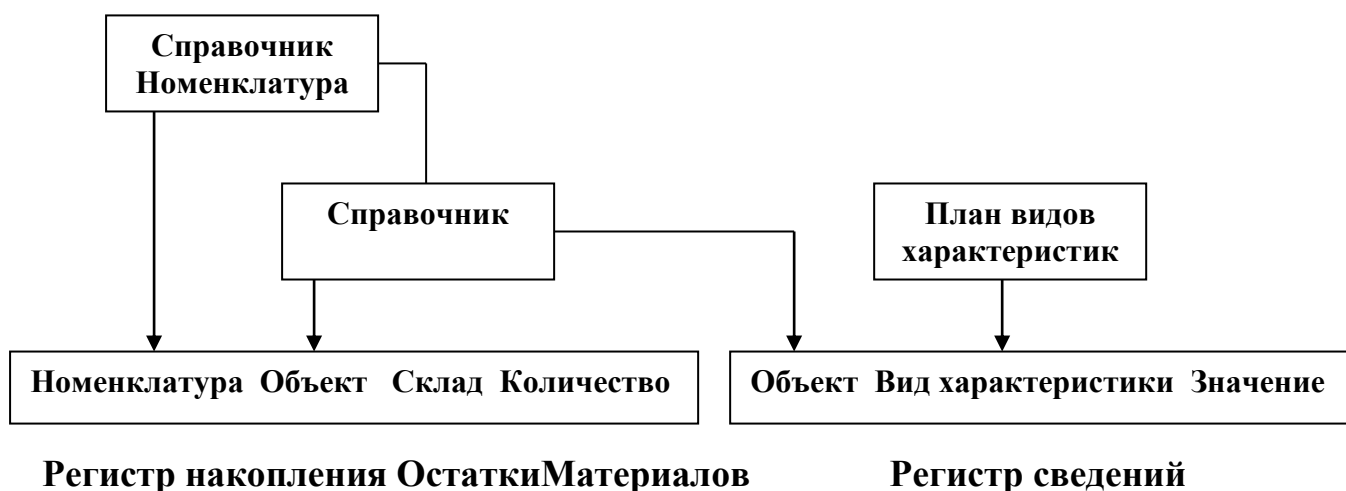 Справочник
Номенклатура
Справочник
План видов
характеристик
Номенклатура Объект Склад Количество
Объект Вид характеристики Значение
Регистр накопления ОстаткиМатериалов
Регистр сведений